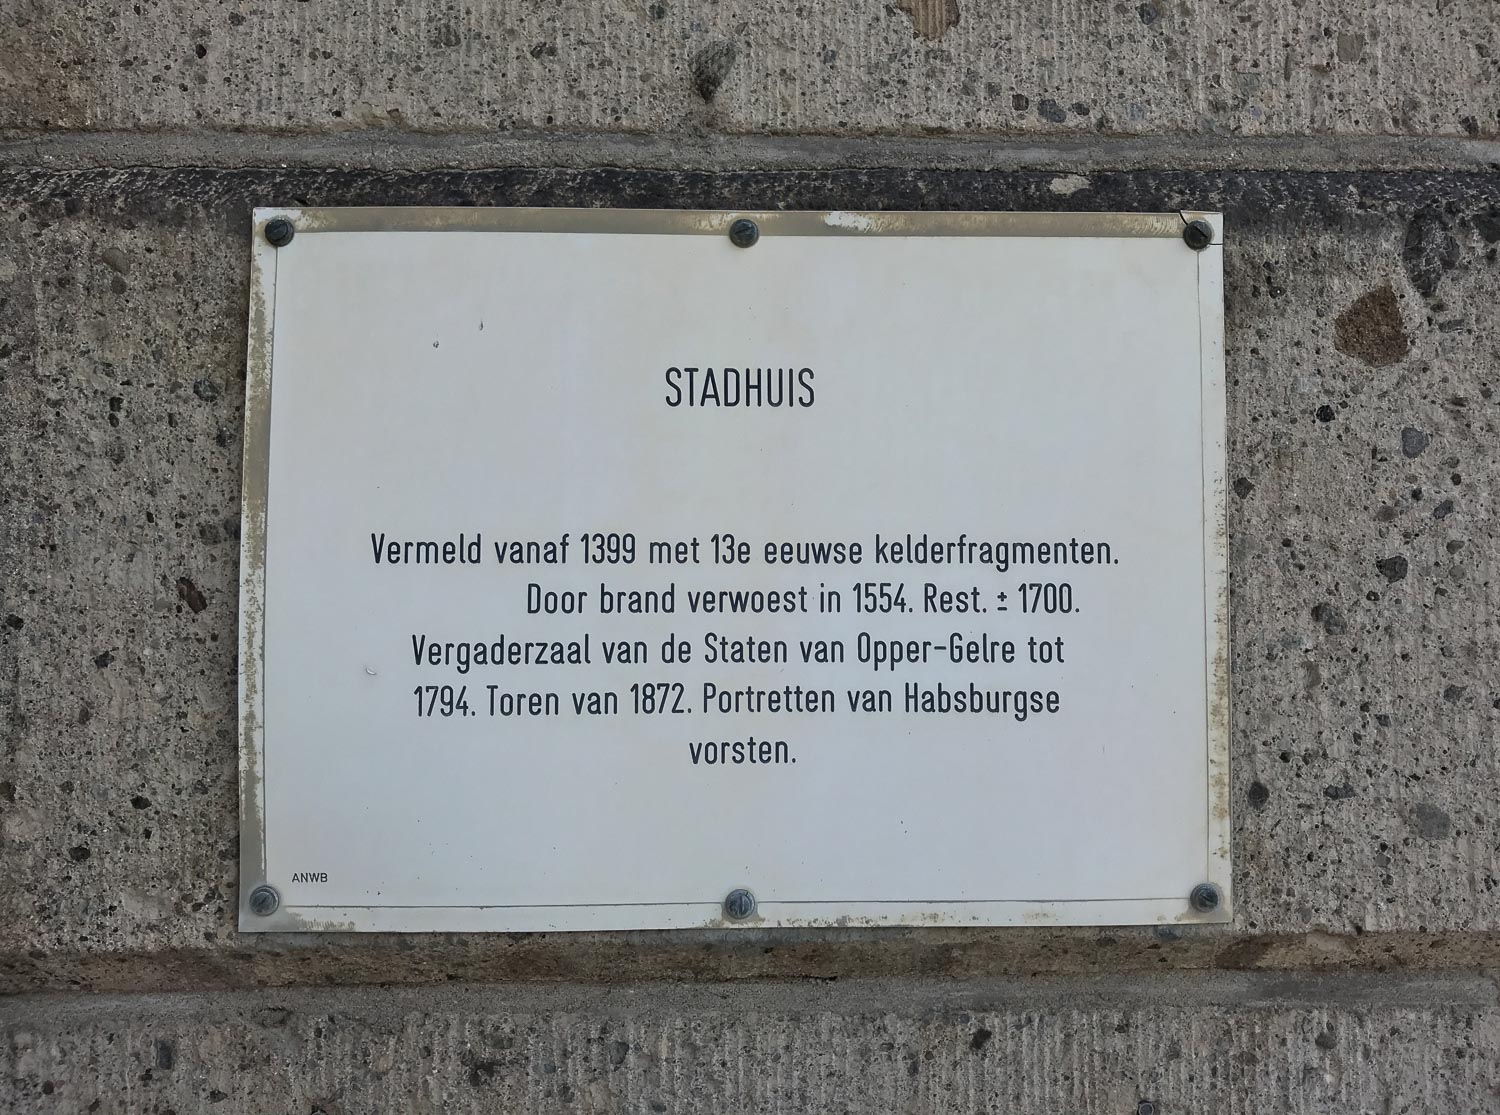 STADHUIS
Vermeld vanaf 1399 met 13e eeuwse kelderfragmenten.
Door brand verwoest in 1554. Rest. ± 1700.
Vergaderzaal van de Staten van Opper-Gelre tot
1794. Toren van 1872. Portretten van Habsburgse
vorsten.
ANWB